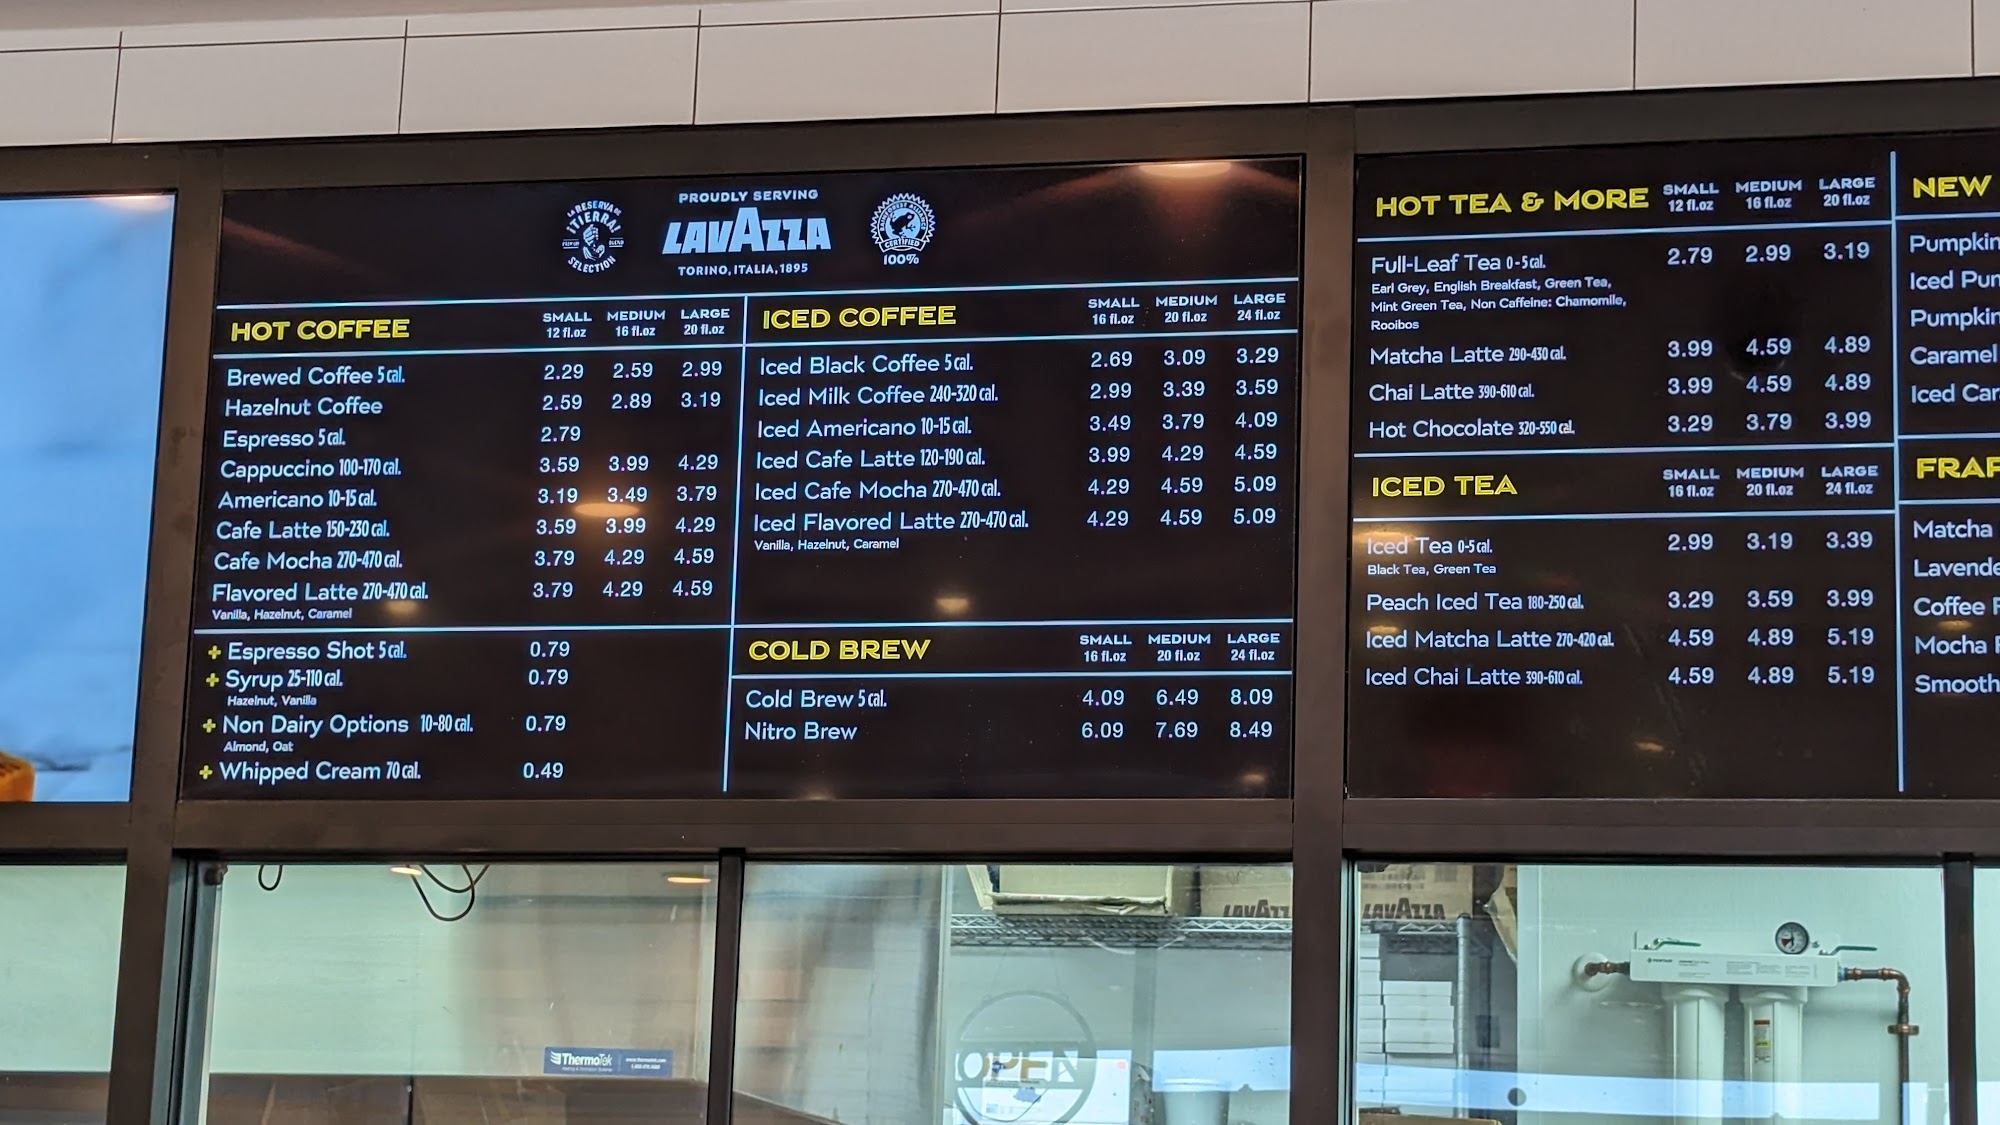 LA RESERVA DE
¡TIERRA!
SELECTION
PROUDLY SERVING
LAVAZZA
TORINO, ITALIA, 1895
CERTIFIED
100%
HOT COFFEE SMALL MEDIUM LARGE
12 fl.oz 16 fl.oz 20 fl.oz
Brewed Coffee 5 cal. 2.29 2.59 2.99
Hazelnut Coffee 2.59 2.89 3.19
Espresso 5 cal. 2.79
Cappuccino 100-170 cal. 3.59 3.99 4.29
Americano 10-15 cal. 3.19 3.49 3.79
Cafe Latte 150-230 cal. 3.59 3.99 4.29
Cafe Mocha 270-470 cal. 3.79 4.29 4.59
Flavored Latte 270-470 cal. 3.79 4.29 4.59
Vanilla, Hazelnut, Caramel
+ Espresso Shot 5 cal. 0.79
+ Syrup 25-110 cal. 0.79
Hazelnut, Vanilla
+ Non Dairy Options 10-80 cal. 0.79
Almond, Oat
+ Whipped Cream 70 cal. 0.49
ICED COFFEE SMALL MEDIUM LARGE
16 fl.oz 20 fl.oz 24 fl.oz
Iced Black Coffee 5 cal. 2.69 3.09 3.29
Iced Milk Coffee 240-320 cal. 2.99 3.39 3.59
Iced Americano 10-15 cal. 3.49 3.79 4.09
Iced Cafe Latte 120-190 cal. 3.99 4.29 4.59
Iced Cafe Mocha 270-470 cal. 4.29 4.59 5.09
Iced Flavored Latte 270-470 cal. 4.29 4.59 5.09
Vanilla, Hazelnut, Caramel
COLD BREW SMALL MEDIUM LARGE
16 fl.oz 20 fl.oz 24 fl.oz
Cold Brew 5 cal. 4.09 6.49 8.09
Nitro Brew 6.09 7.69 8.49
HOT TEA & MORE SMALL MEDIUM LARGE
12 fl.oz 16 fl.oz 20 fl.oz
Full-Leaf Tea 0-5 cal. 2.79 2.99 3.19
Earl Grey, English Breakfast, Green Tea,
Mint Green Tea, Non Caffeine: Chamomile,
Rooibos
Matcha Latte 290-430 cal. 3.99 4.59 4.89
Chai Latte 390-610 cal. 3.99 4.59 4.89
Hot Chocolate 320-550 cal. 3.29 3.79 3.99
ICED TEA SMALL MEDIUM LARGE
16 fl.oz 20 fl.oz 24 fl.oz
Iced Tea 0-5 cal. 2.99 3.19 3.39
Black Tea, Green Tea
Peach Iced Tea 180-250 cal. 3.29 3.59 3.99
Iced Matcha Latte 270-420 cal. 4.59 4.89 5.19
Iced Chai Latte 390-610 cal. 4.59 4.89 5.19
NEW
Pumpkin
Iced Pum
Pumpkin
Caramel
Iced Car
FRAP
Matcha
Lavende
Coffee F
Mocha F
Smooth
LAVAZZA
LAVAZZA
ThermoTek
OPEN
PENTAIR